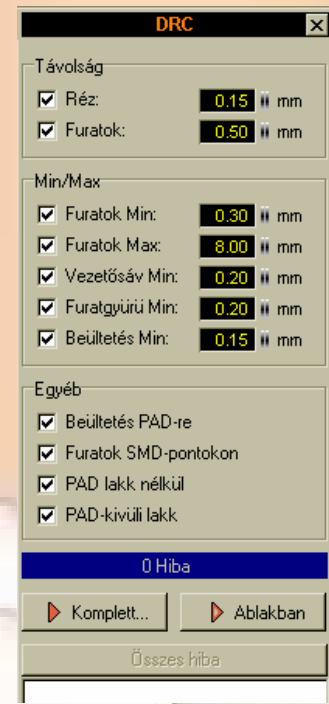 DRC
Távolság
Réz: 0.15 mm
Furatok: 0.50 mm
Min/Max
Furatok Min: 0.30 mm
Furatok Max: 8.00 mm
Vezetősáv Min: 0.20 mm
Furatgyürü Min: 0.20 mm
Beültetés Min: 0.15 mm
Egyéb
Beültetés PAD-re
Furatok SMD-pontokon
PAD lakk nélkül
PAD-kivüli lakk
0 Hiba
Komplett... Ablakban
Összes hiba